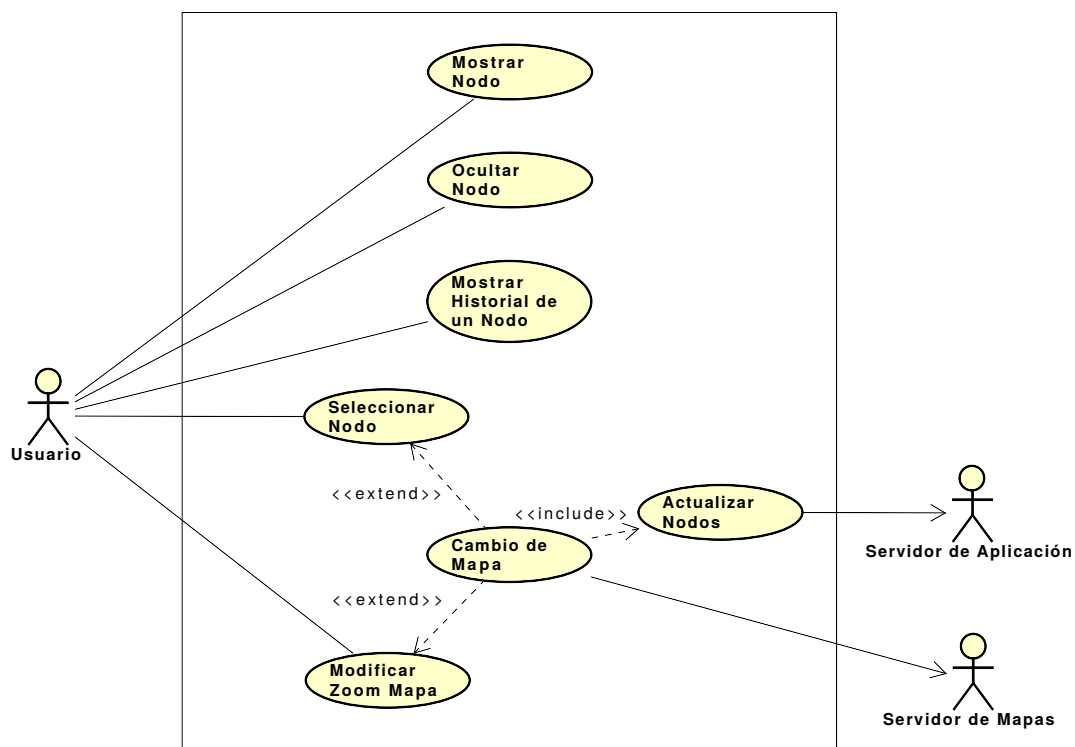 Mostrar
Nodo
Ocultar
Nodo
Mostrar
Historial de
un Nodo
Usuario
Seleccionar
Nodo
<<extend>>
<<include>>
Actualizar
Nodos
Servidor de Aplicación
Cambio de
Mapa
<<extend>>
Modificar
Zoom Mapa
Servidor de Mapas